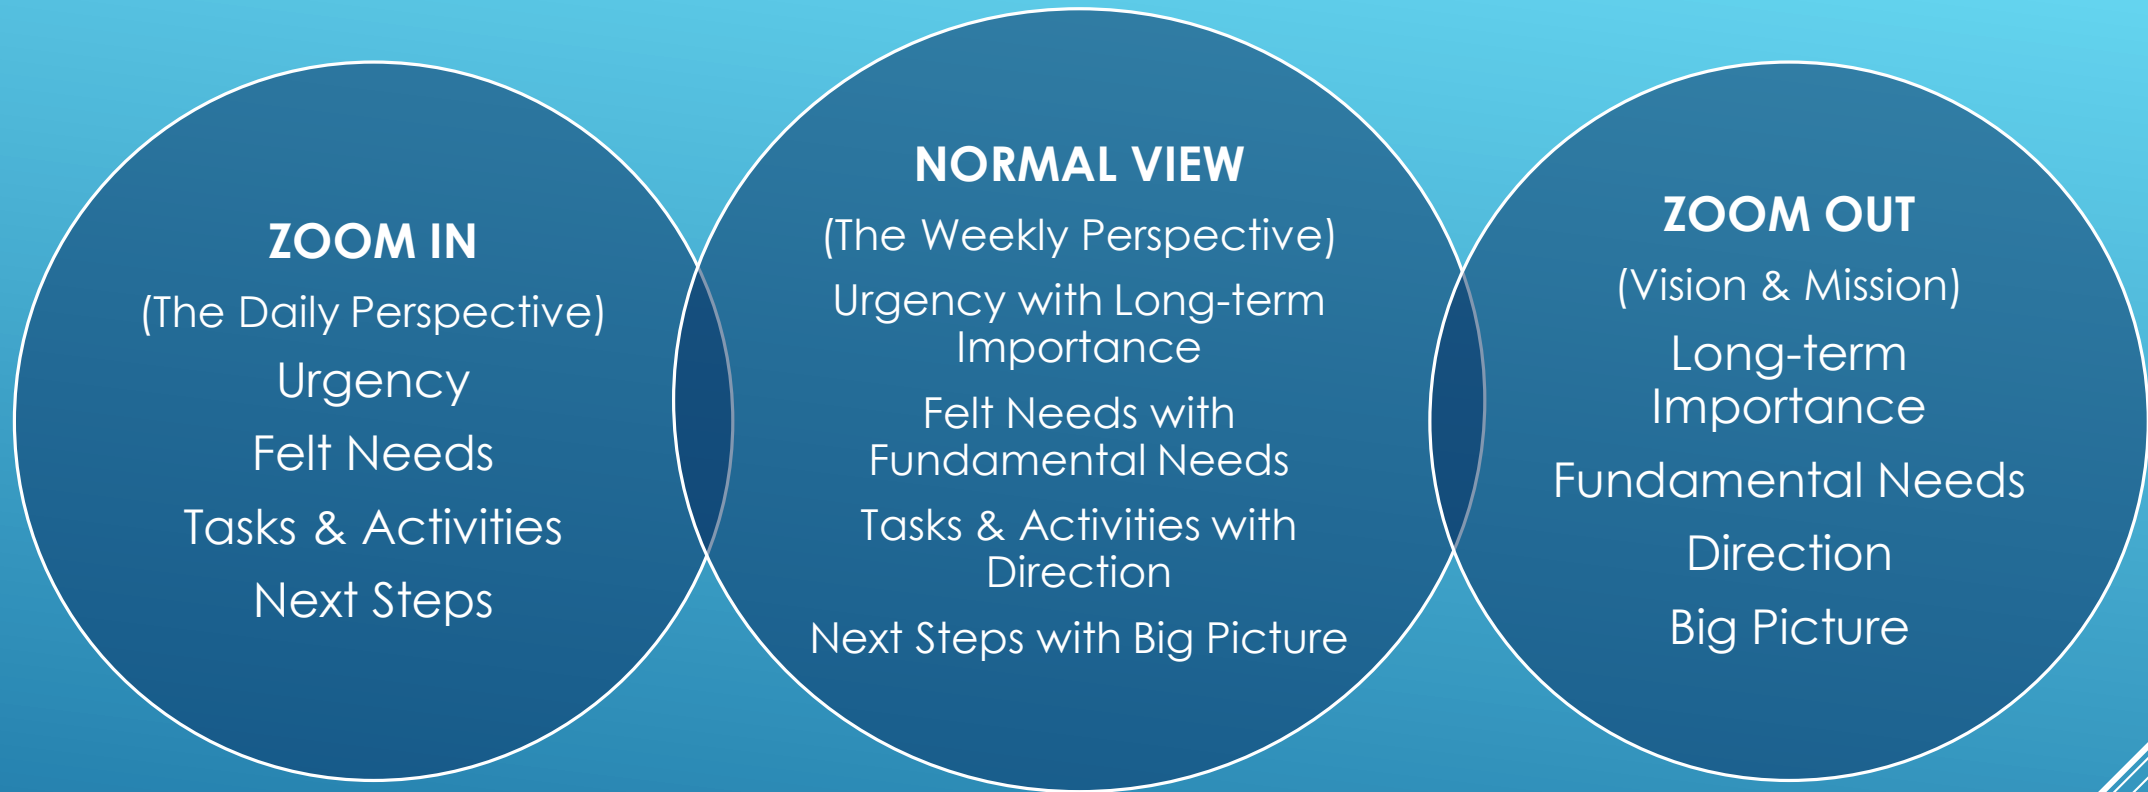 ZOOM IN
(The Daily Perspective)
Urgency
Felt Needs
Tasks & Activities
Next Steps
NORMAL VIEW
(The Weekly Perspective)
Urgency with Long-term
Importance
Felt Needs with
Fundamental Needs
Tasks & Activities with
Direction
Next Steps with Big Picture
ZOOM OUT
(Vision & Mission)
Long-term
Importance
Fundamental Needs
Direction
Big Picture